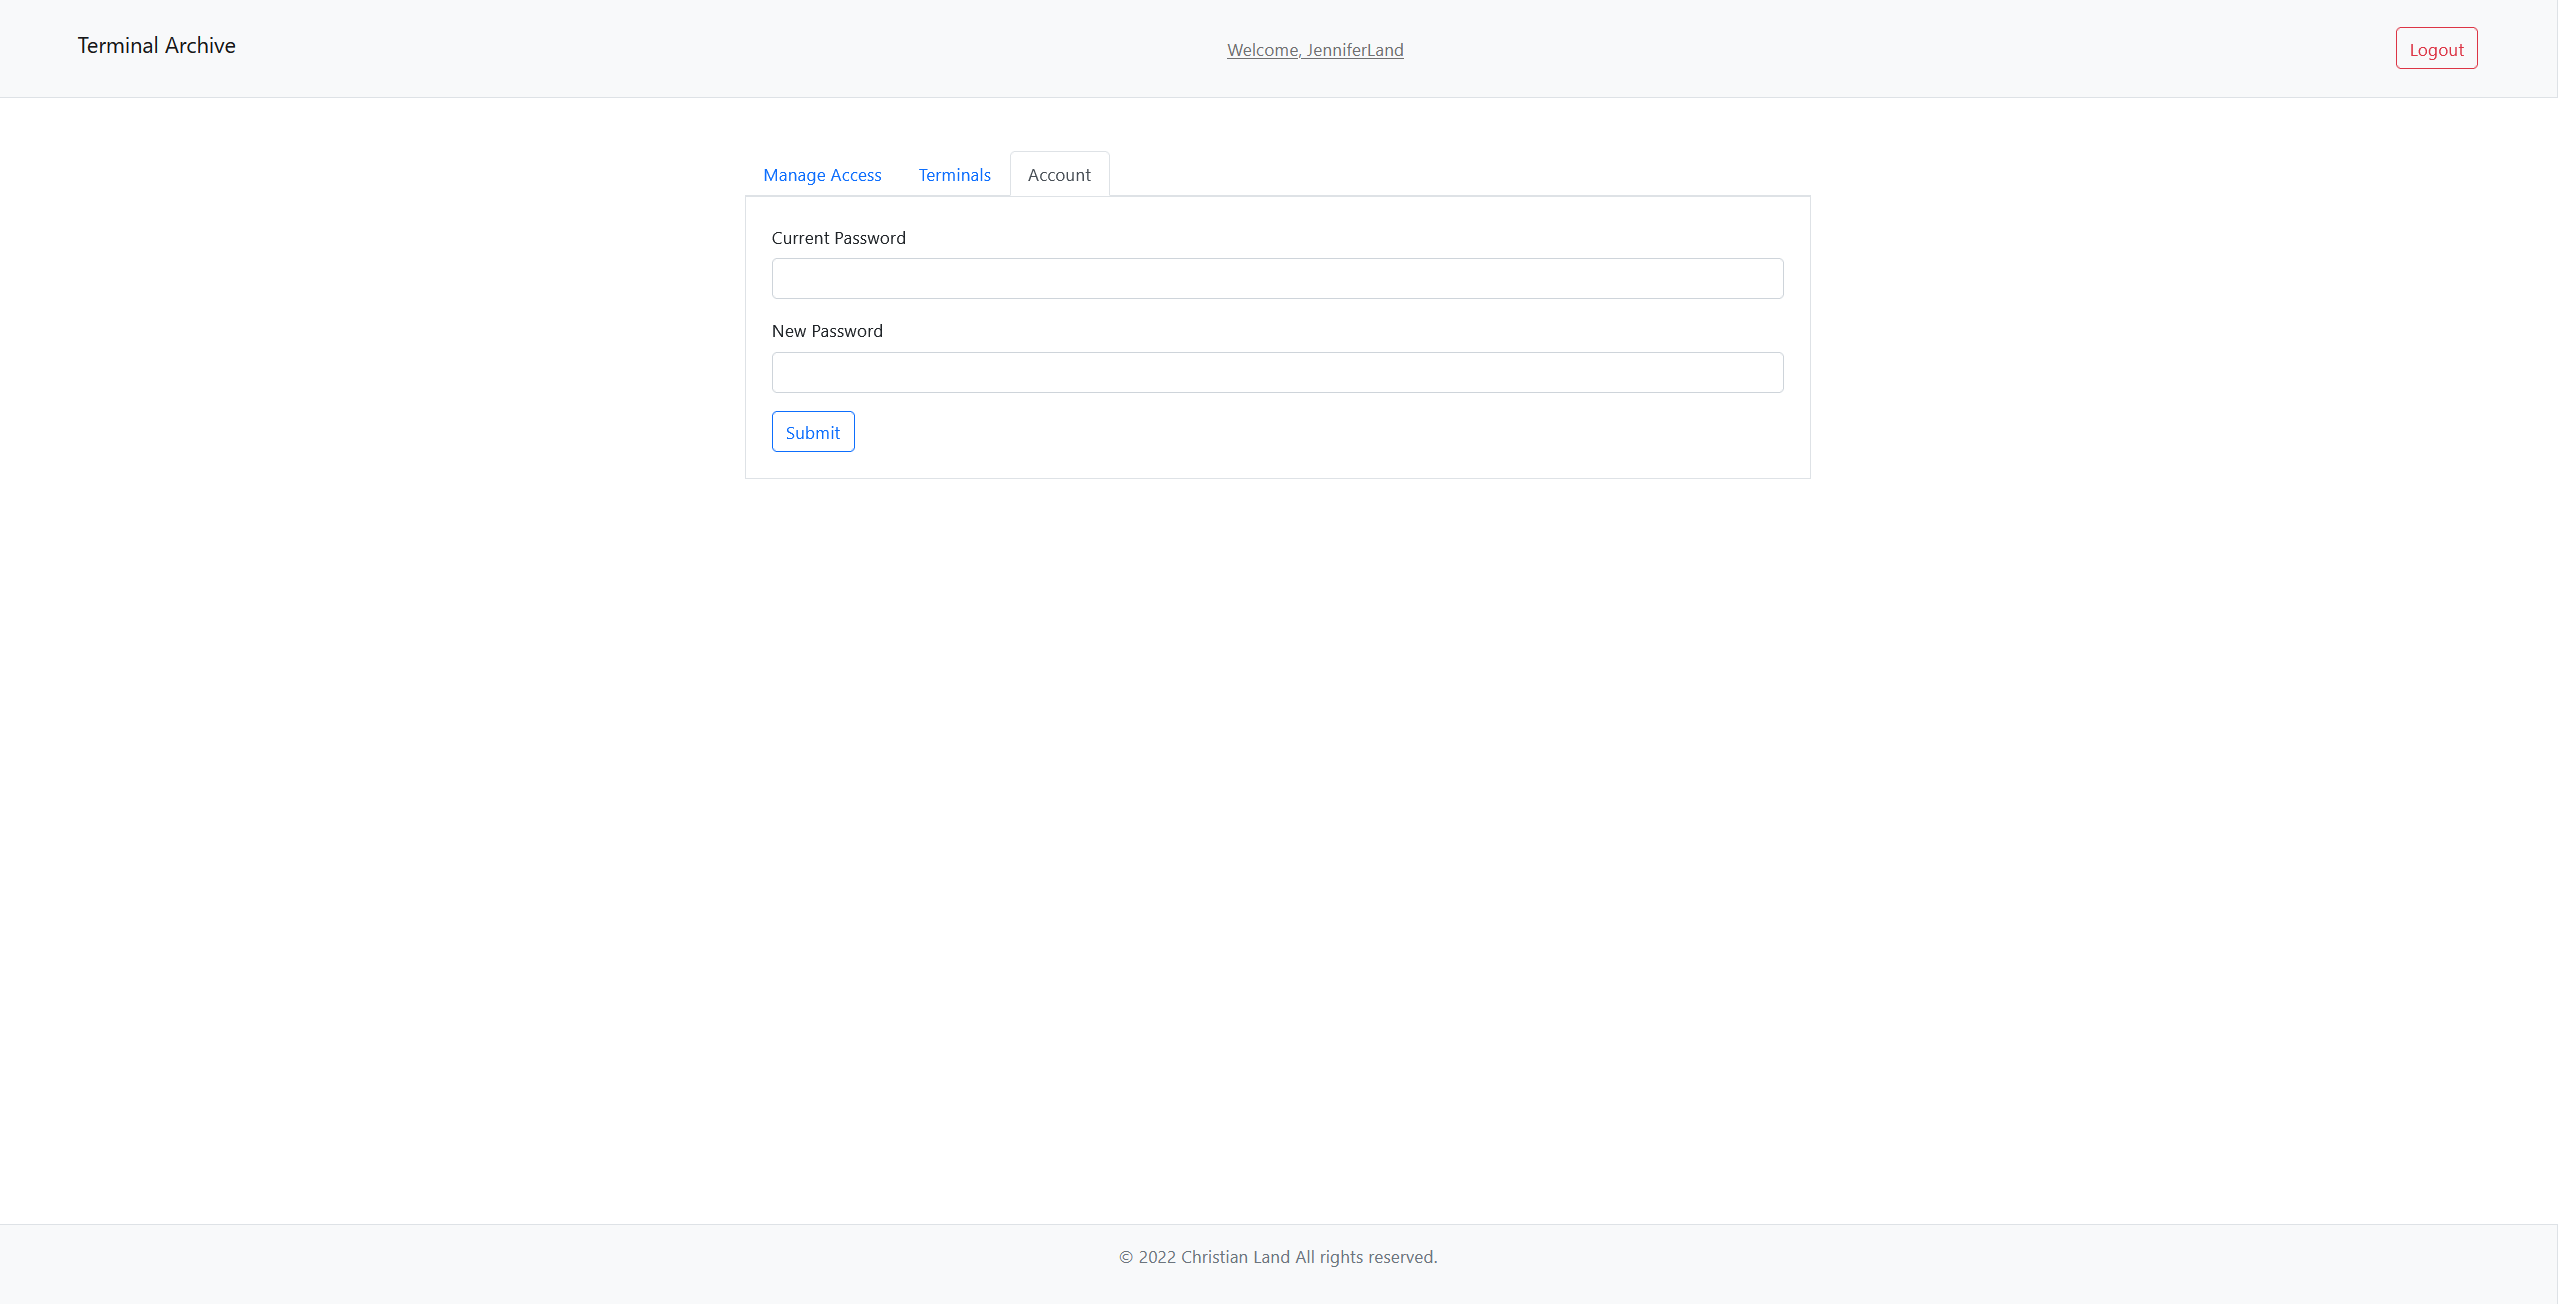 Terminal Archive
Welcome, JenniferLand
Logout
Manage Access
Terminals
Account
Current Password
New Password
Submit
© 2022 Christian Land All rights reserved.